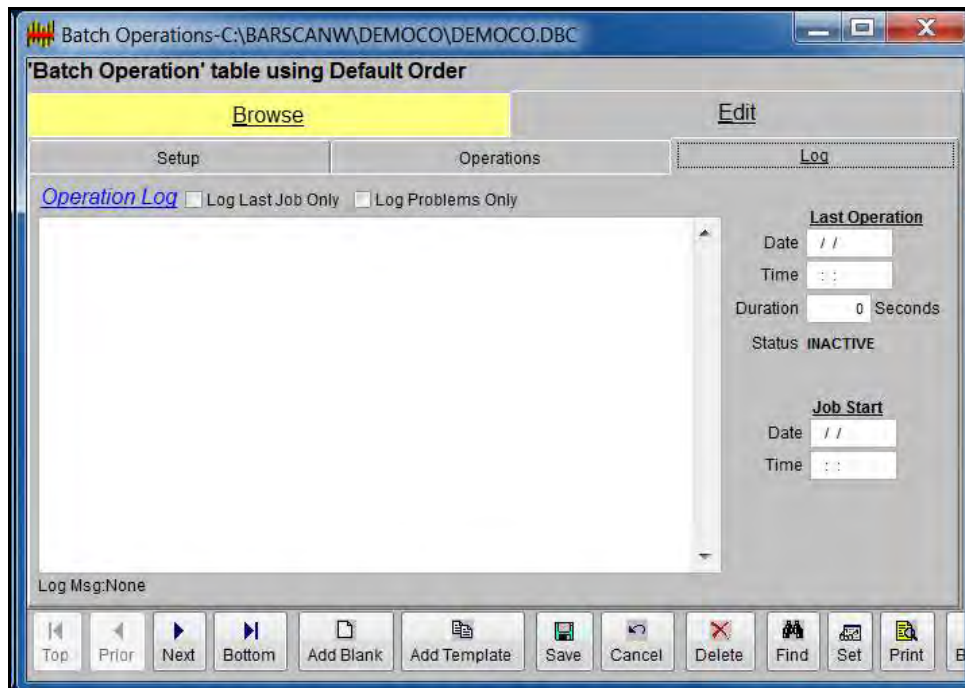 Batch Operations-C:\BARSCANW\DEMOCO\DEMOCO.DBC
'Batch Operation' table using Default Order
Browse
Edit
Setup
Operations
Log
Operation Log
Log Last Job Only
Log Problems Only
Last Operation
Date / /
Time : :
Duration 0 Seconds
Status INACTIVE
Job Start
Date / /
Time : :
Log Msg:None
Top
Prior
Next
Bottom
Add Blank
Add Template
Save
Cancel
Delete
Find
Set
Print